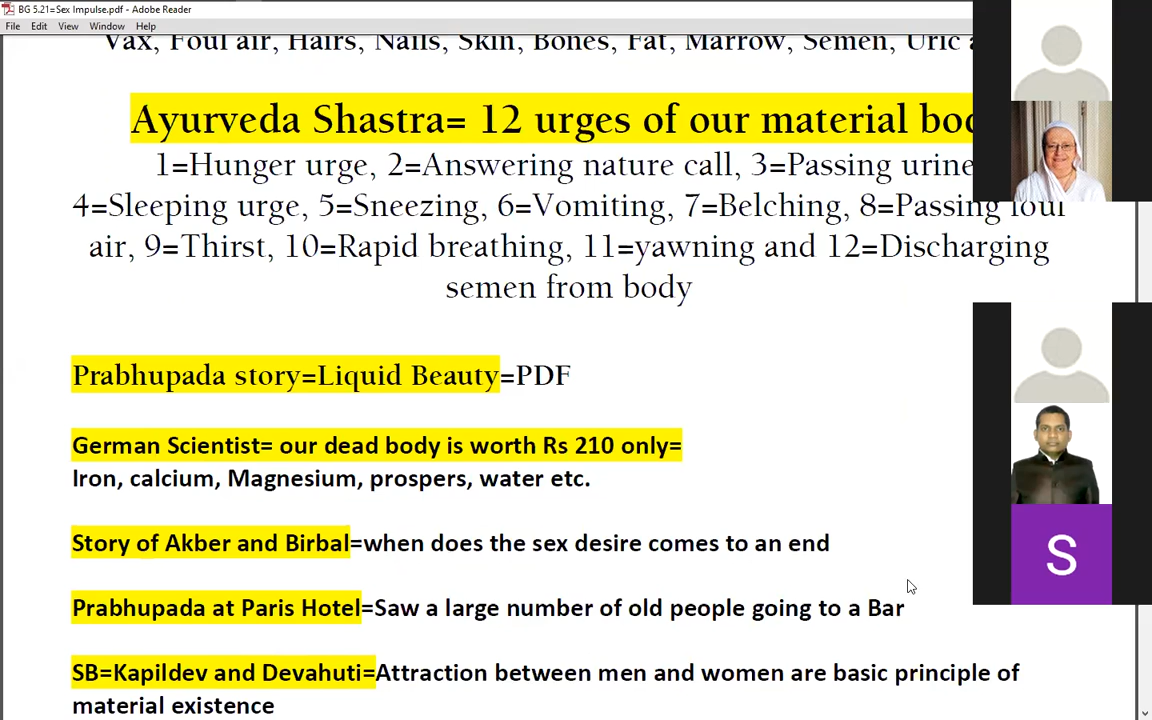 BG 5.21=Sex Impulse.pdf - Adobe Reader
File Edit View Window Help
Vax, Foul air, Hairs, Nails, Skin, Bones, Fat, Marrow, Semen, Uric
Ayurveda Shastra= 12 urges of our material
1=Hunger urge, 2=Answering nature call, 3=Passing urine
4=Sleeping urge, 5=Sneezing, 6=Vomiting, 7=Belching, 8=Passing foul
air, 9=Thirst, 10=Rapid breathing, 11=yawning and 12=Discharging
semen from body
Prabhupada story=Liquid Beauty=PDF
German Scientist= our dead body is worth Rs 210 only=
Iron, calcium, Magnesium, prospers, water etc.
Story of Akber and Birbal=when does the sex desire comes to an end
Prabhupada at Paris Hotel=Saw a large number of old people going to a Bar
SB=Kapildev and Devahuti=Attraction between men and women are basic principle of
material existence
S